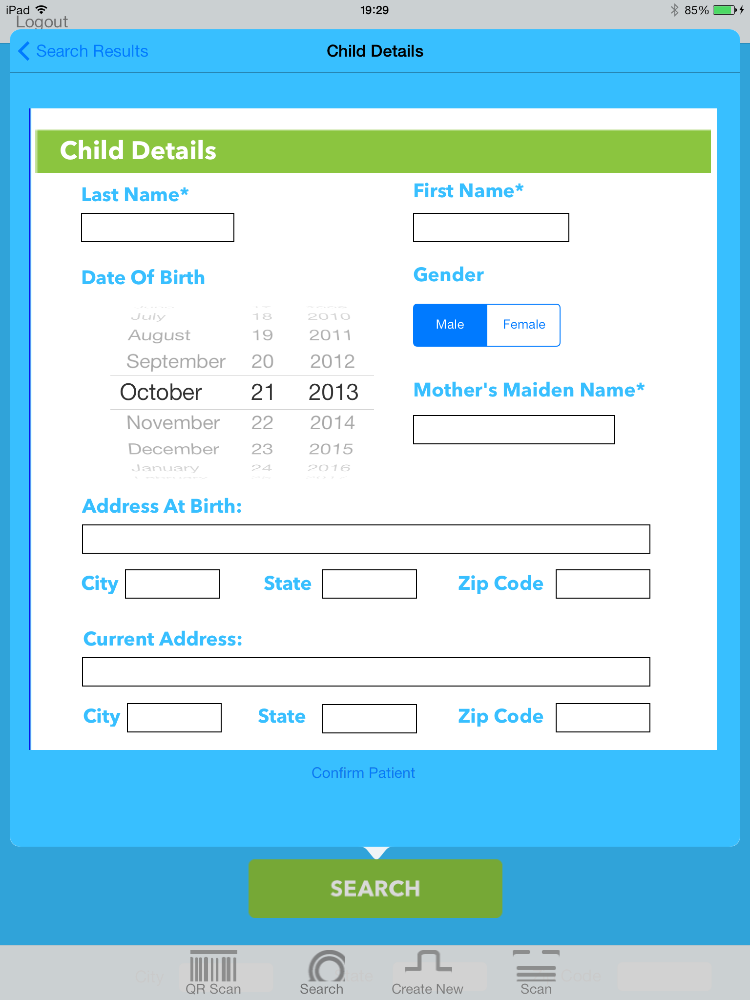 iPad 19:29 85%
Logout
Search Results Child Details
Child Details
Last Name* First Name*
Date Of Birth Gender
July 18 2010
August 19 2011
Male Female
September 20 2012
October 21 2013
Mother's Maiden Name*
November 22 2014
December 23 2015
January 24 2016
Address At Birth:
City State Zip Code
Current Address:
City State Zip Code
Confirm Patient
SEARCH
City State Code
QR Scan Search Create New Scan